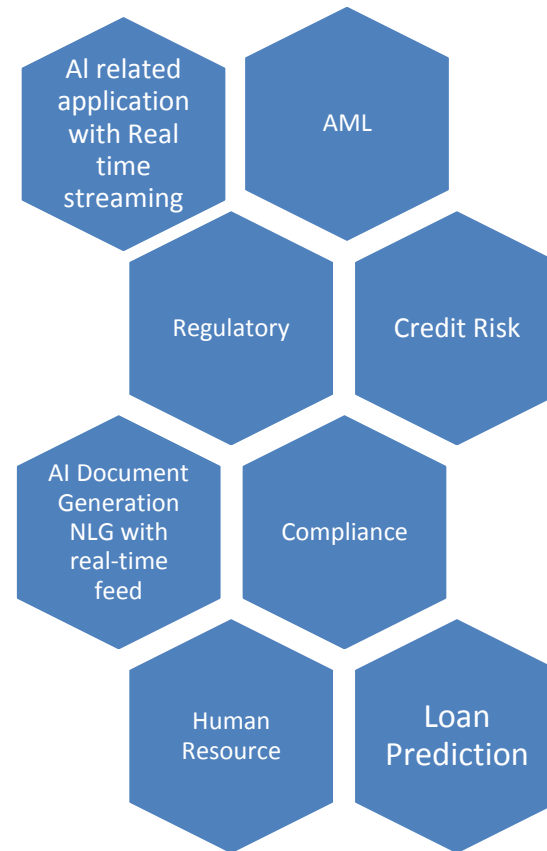 AI related
application
with Real
time
streaming
AML
Regulatory
Credit Risk
AI Document
Generation
NLG with
real-time
feed
Compliance
Human
Resource
Loan
Prediction